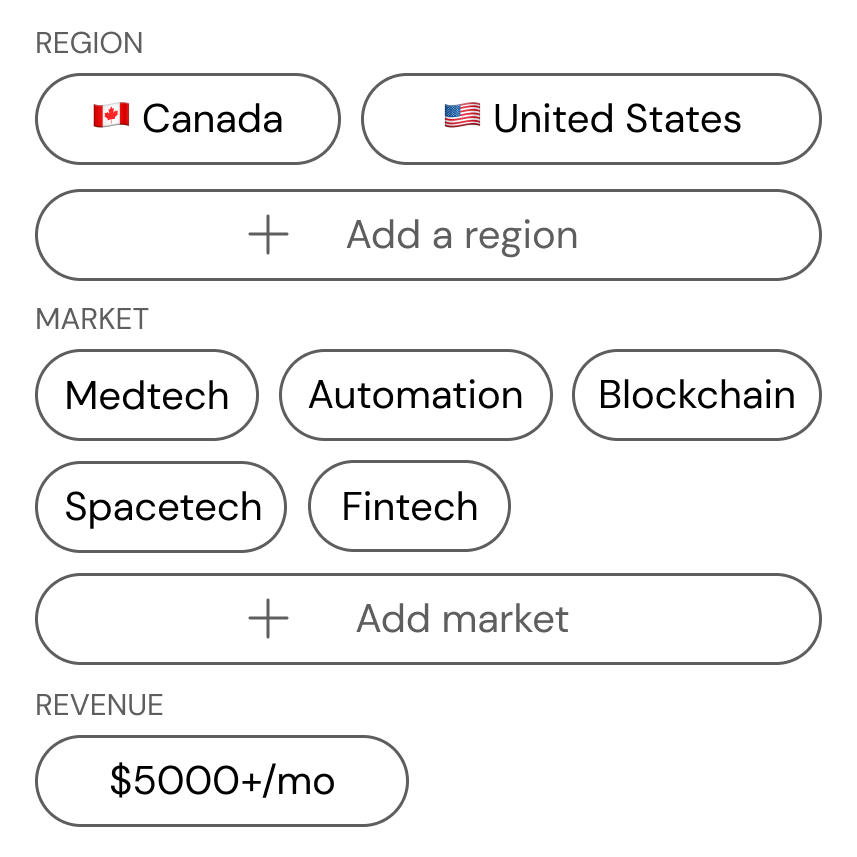 REGION
🇨🇦 Canada 🇺🇸 United States
+ Add a region
MARKET
Medtech Automation Blockchain
Spacetech Fintech
+ Add market
REVENUE
$5000+/mo